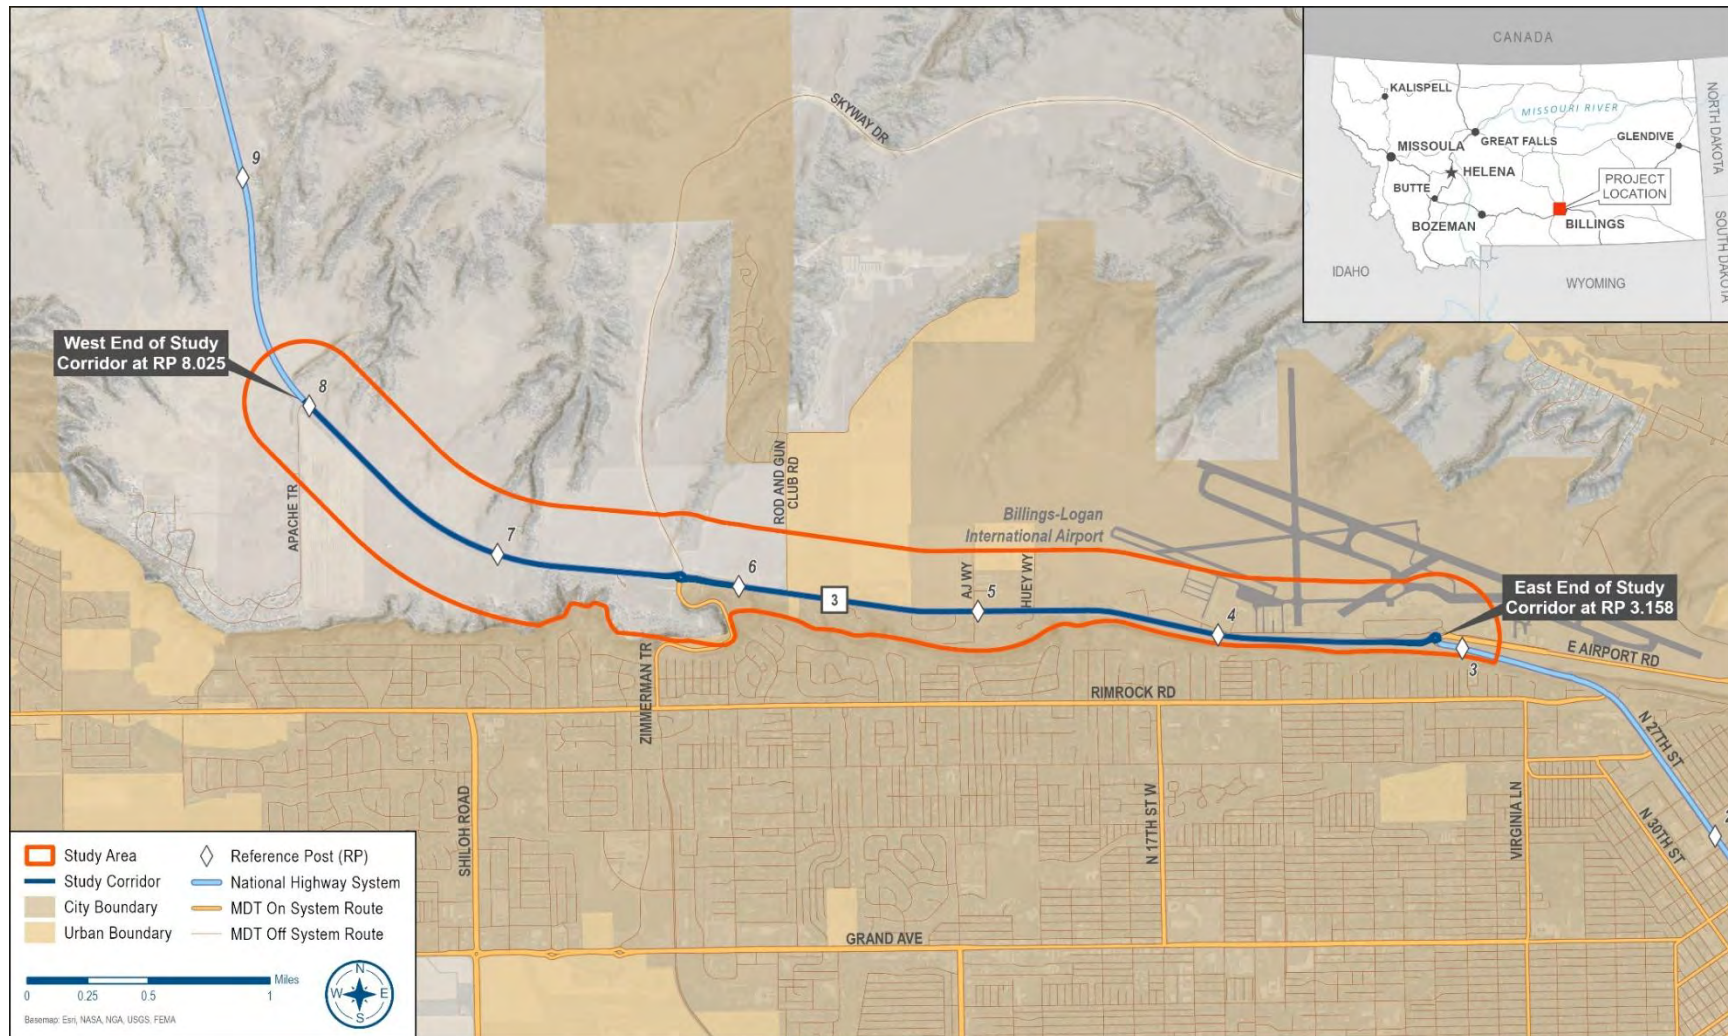 CANADA
KALISPELL
MISSOURI RIVER
GREAT FALLS
GLENDIVE
MISSOULA
HELENA
BUTTE
PROJECT
LOCATION
BOZEMAN
BILLINGS
IDAHO
WYOMING
NORTH DAKOTA
SOUTH DAKOTA
SKYWAY DR
9
West End of Study
Corridor at RP 8.025
8
APACHE TR
7
ROD AND GUN
CLUB RD
6
3
Billings-Logan
International Airport
AJ WY
HUEY WY
5
4
East End of Study
Corridor at RP 3.158
3
E AIRPORT RD
ZIMMERMAN TR
RIMROCK RD
N 27TH ST
SHILOH ROAD
N 17TH ST W
VIRGINIA LN
N 30TH ST
2
GRAND AVE
Study Area
Study Corridor
City Boundary
Urban Boundary
Reference Post (RP)
National Highway System
MDT On System Route
MDT Off System Route
Miles
0 0.25 0.5 1
N
W E
S
Basemap: Esri, NASA, NGA, USGS, FEMA